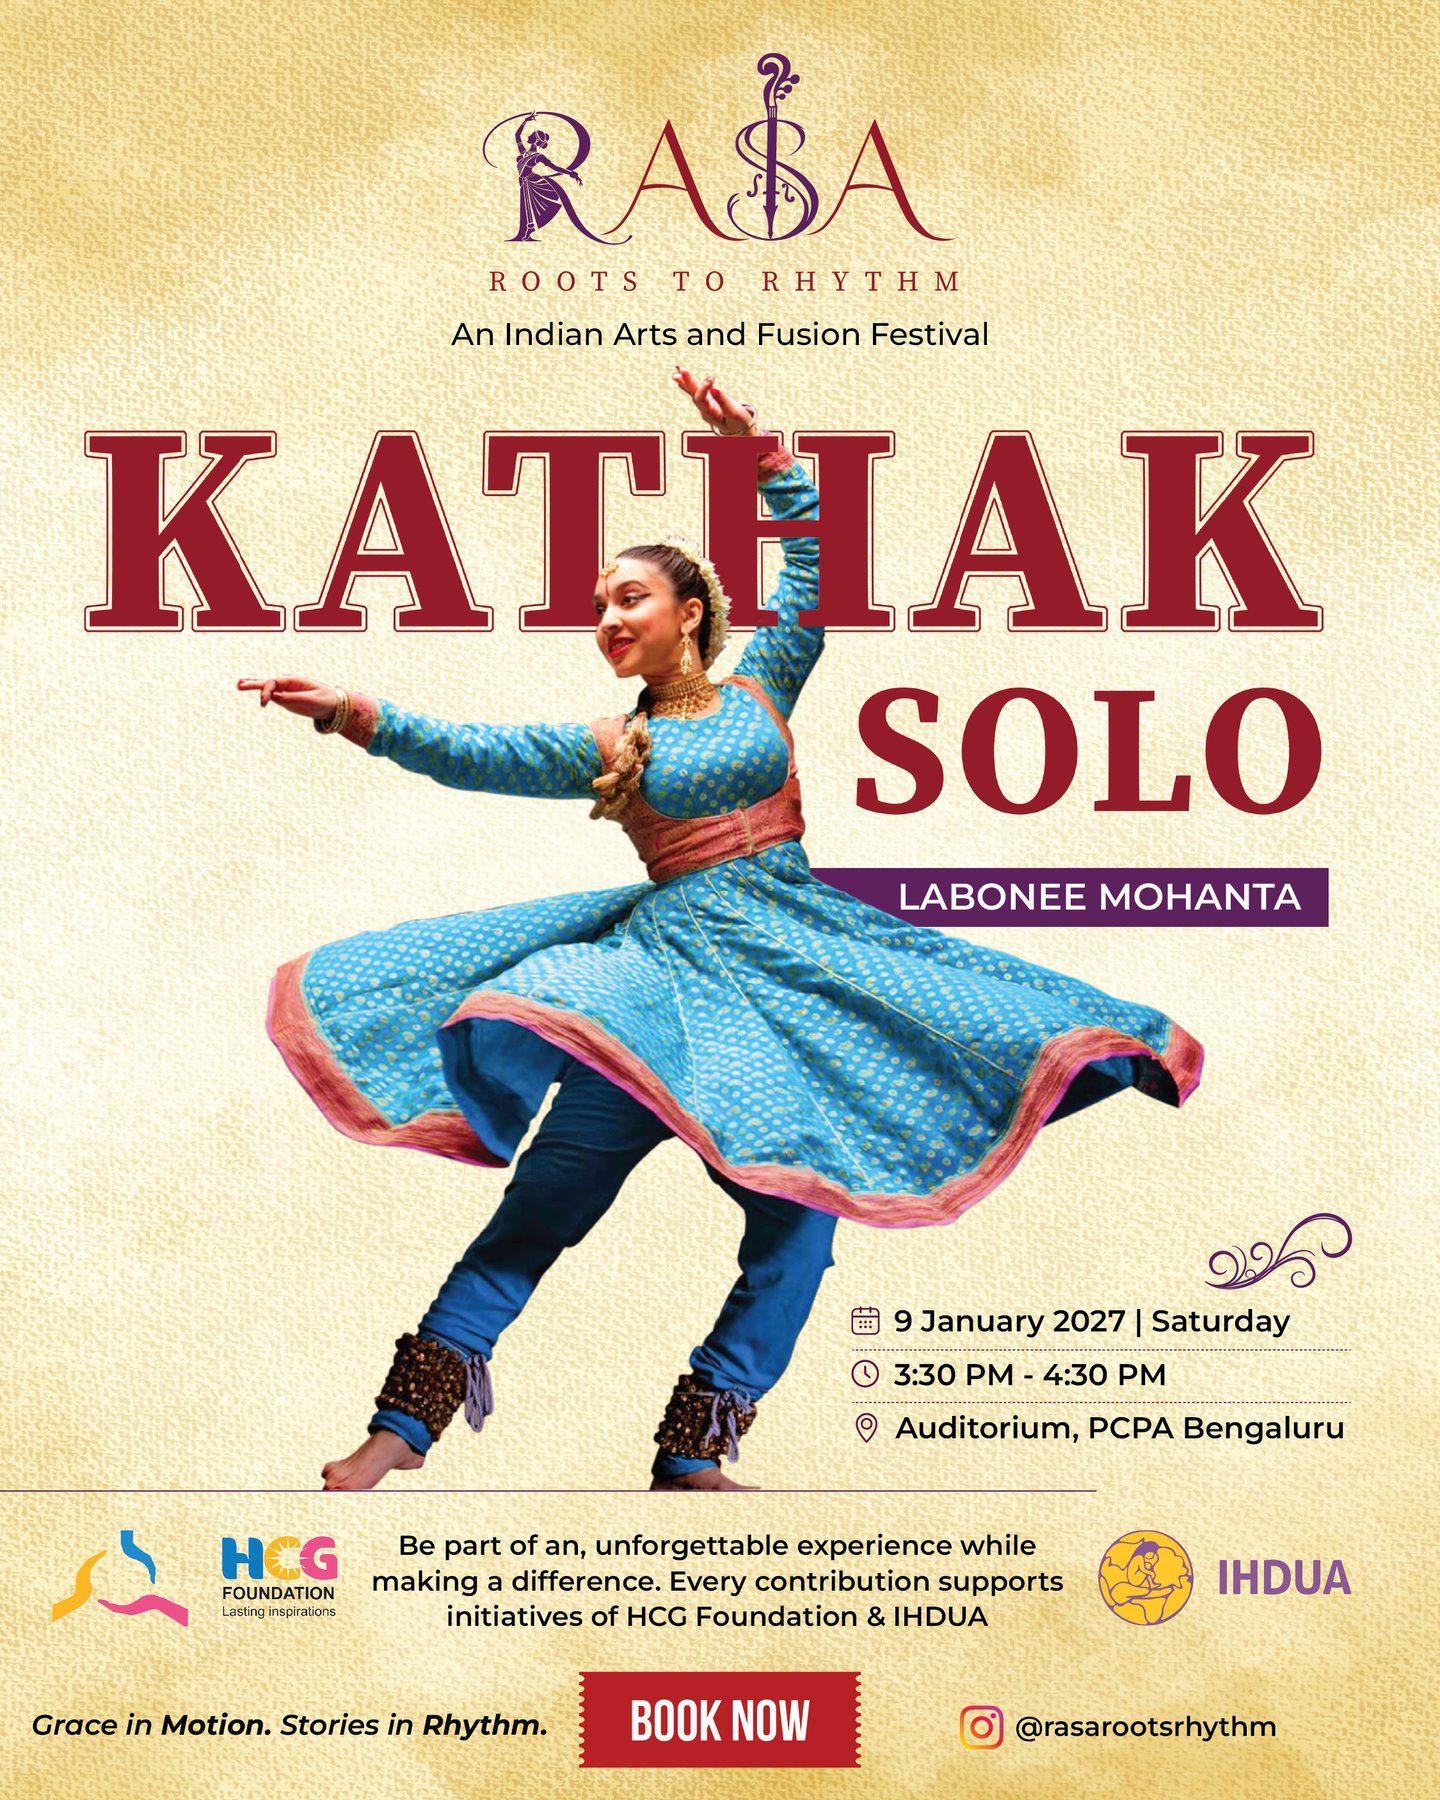 RASA
ROOTS TO RHYTHM
An Indian Arts and Fusion Festival
KATHAK
SOLO
LABONEE MOHANTA
9 January 2027 | Saturday
3:30 PM - 4:30 PM
Auditorium, PCPA Bengaluru
HCG
FOUNDATION
Lasting inspirations
Be part of an, unforgettable experience while
making a difference. Every contribution supports
initiatives of HCG Foundation & IHDUA
IHDUA
Grace in Motion. Stories in Rhythm.
BOOK NOW
@rasarootsrhythm